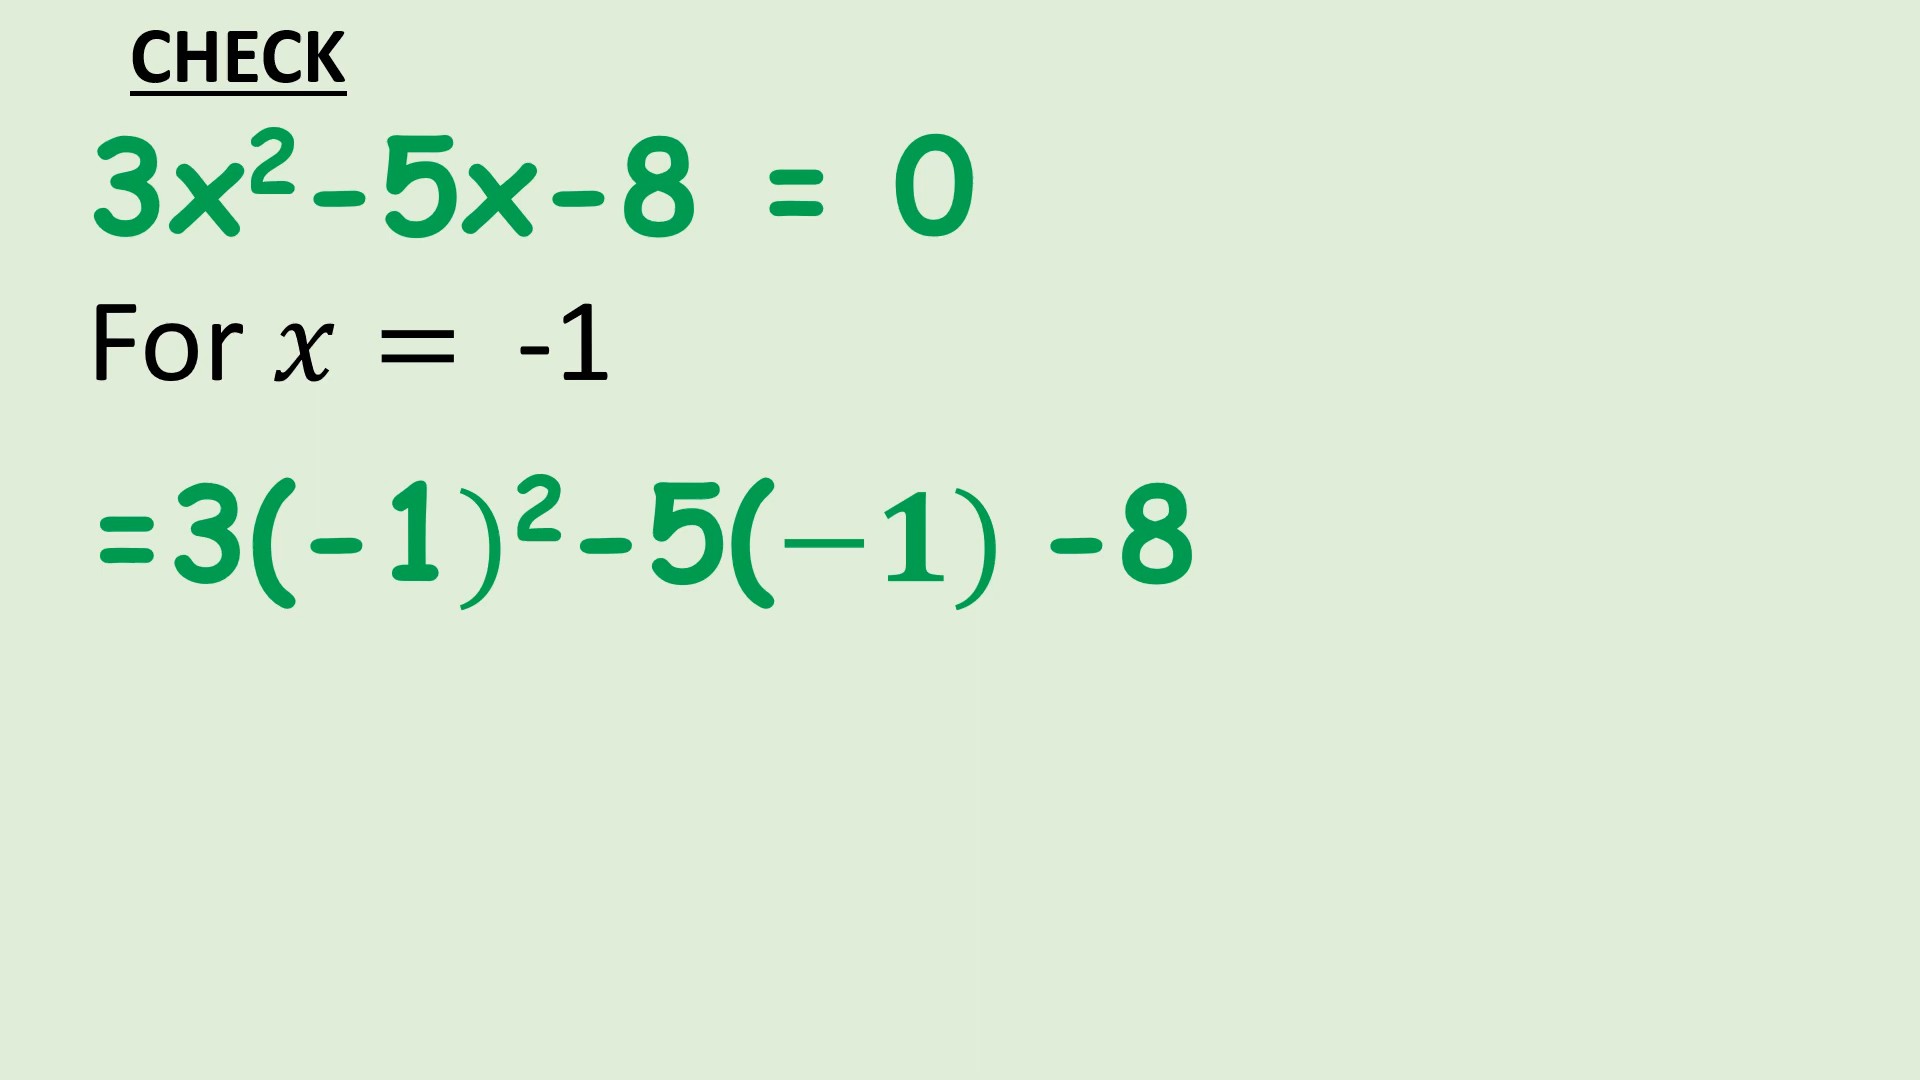 CHECK
3x²-5x-8 = 0
For 𝑥 = -1
=3(-1)²-5(−1) -8